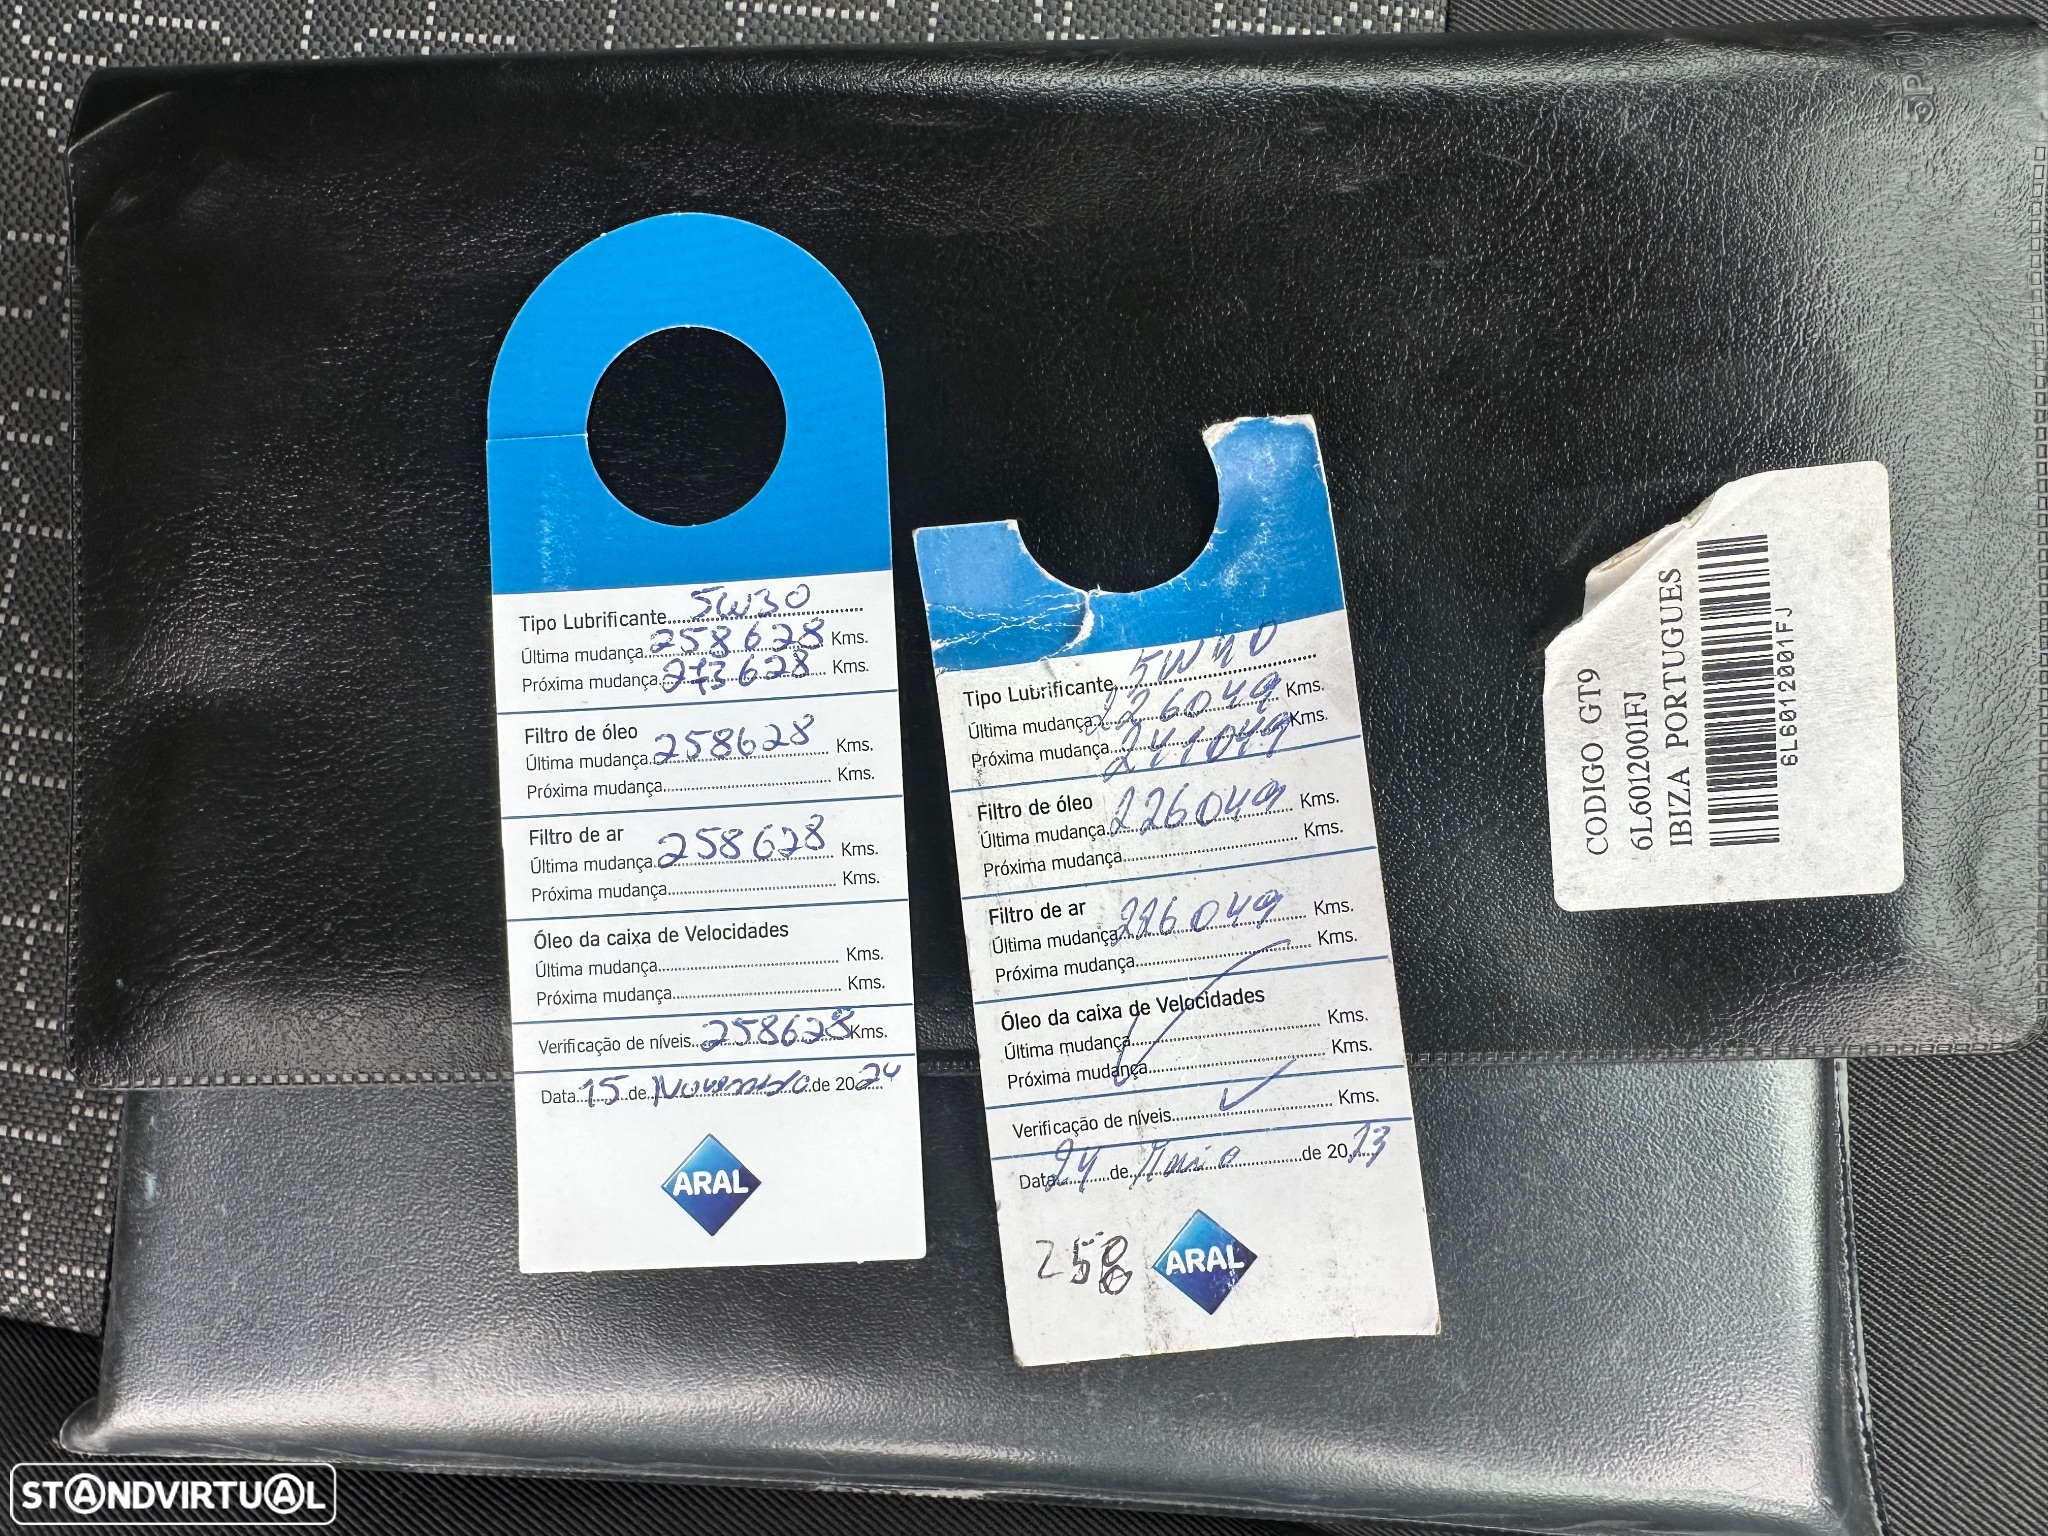 Tipo Lubrificante 5W30
Última mudança 258628 Kms.
Próxima mudança 273628 Kms.
Filtro de óleo
Última mudança 258628 Kms.
Próxima mudança Kms.
Filtro de ar
Última mudança 258628 Kms.
Próxima mudança Kms.
Óleo da caixa de Velocidades
Última mudança Kms.
Próxima mudança Kms.
Verificação de níveis 258628 Kms.
Data 15 de Novembro de 2024
ARAL
Tipo Lubrificante 5W40
Última mudança 226049 Kms.
Próxima mudança 241049 Kms.
Filtro de óleo
Última mudança 226049 Kms.
Próxima mudança Kms.
Filtro de ar
Última mudança 226049 Kms.
Próxima mudança Kms.
Óleo da caixa de Velocidades
Última mudança Kms.
Próxima mudança Kms.
Verificação de níveis Kms.
Data 24 de Maio de 2023
258
ARAL
CODIGO GT9
6L6012001FJ
IBIZA PORTUGUES
6L6012001FJ
STANDVIRTUAL